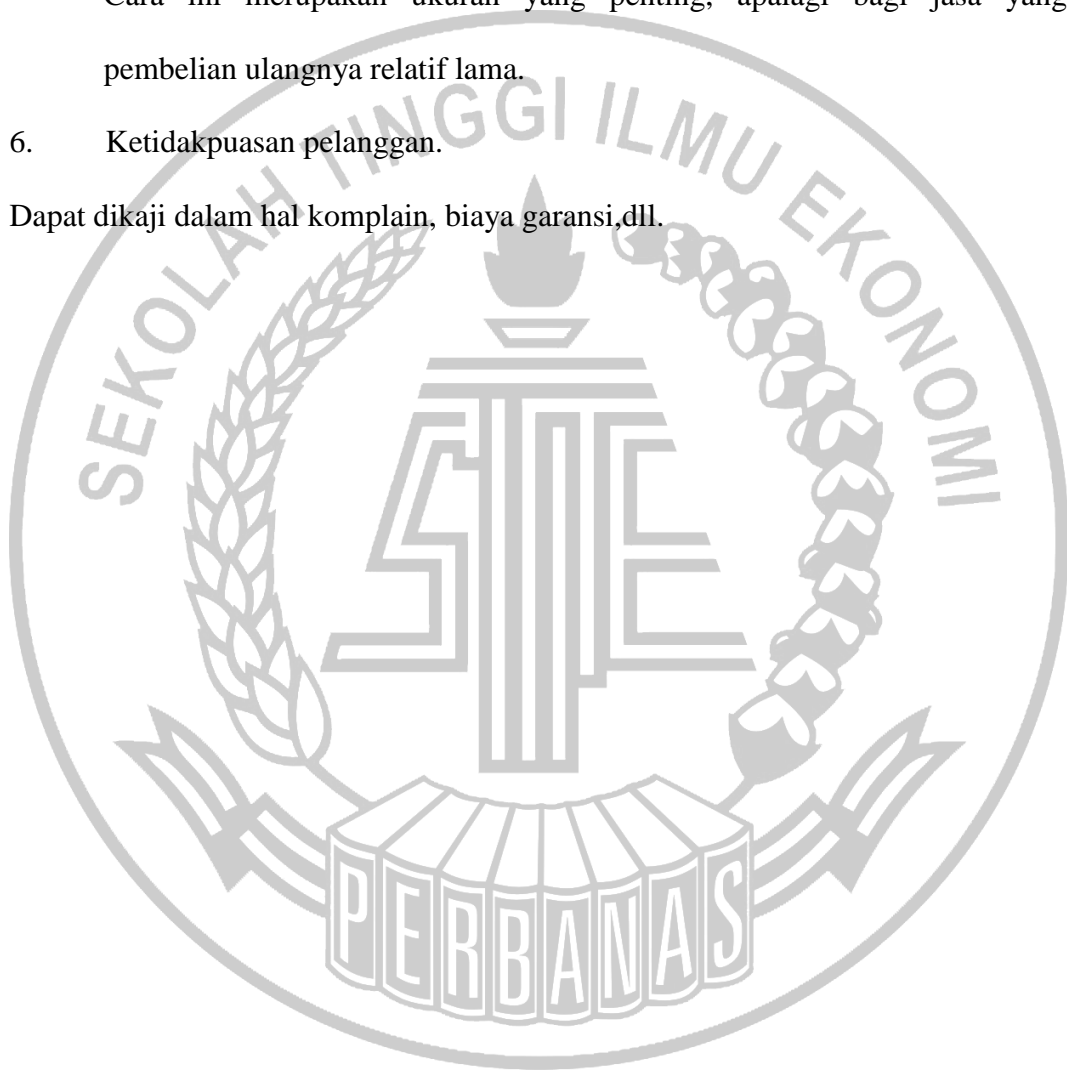 Cara ini merupakan ukuran yang penting, apalagi bagi jasa yang
pembelian ulangnya relatif lama.
6. Ketidakpuasan pelanggan.
Dapat dikaji dalam hal komplain, biaya garansi,dll.
SEKOLAH TINGGI ILMU EKONOMI
STIE
PERBANAS